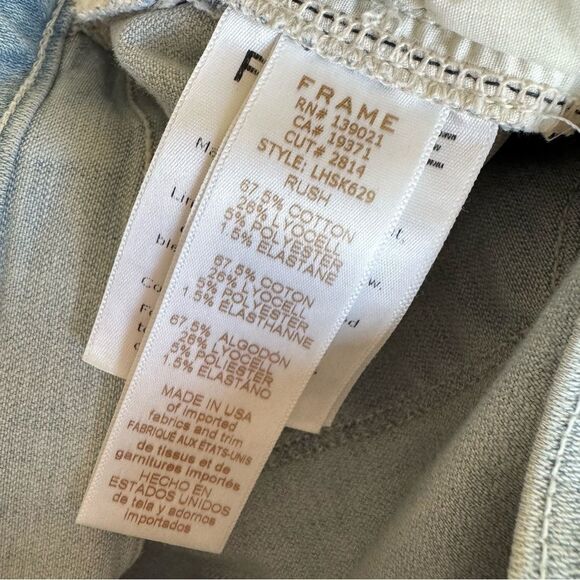 FRAME
RN# 139021
CA# 19371
CUT# 2814
STYLE: LHSK629
RUSH
67.5% COTTON
26% LYOCELL
5% POLYESTER
1.5% ELASTANE
67.5% COTON
26% LYOCELL
5% POLYESTER
1.5% ELASTHANNE
67.5% ALGODÓN
26% LYOCELL
5% POLYESTER
1.5% ELASTANO
MADE IN USA
of imported
fabrics and trim
FABRIQUÉ AUX ÉTATS-UNIS
de tissus et de
garnitures importés
HECHO EN
ESTADOS UNIDOS
de tela y adornos
importados